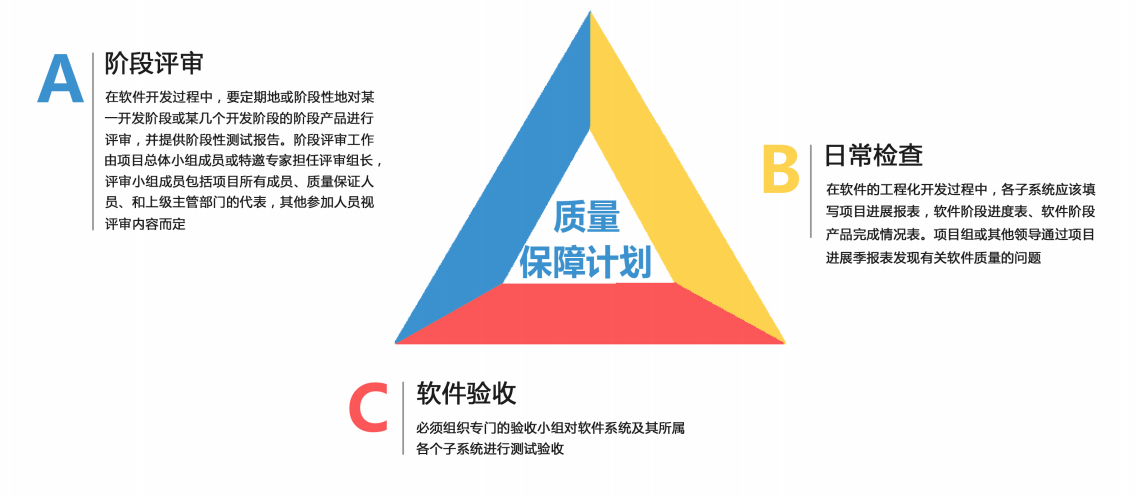 A
阶段评审
在软件开发过程中，要定期地或阶段性地对某
一开发阶段或某几个开发阶段的阶段产品进行
评审，并提供阶段性测试报告。阶段评审工作
由项目总体小组成员或特邀专家担任评审组长，
评审小组成员包括项目所有成员、质量保证人
员、和上级主管部门的代表，其他参加人员视
评审内容而定
质量
保障计划
B
日常检查
在软件的工程化开发过程中，各子系统应该填
写项目进展报表，软件阶段进度表、软件阶段
产品完成情况表。项目组或其他领导通过项目
进展季报表发现有关软件质量的问题
C
软件验收
必须组织专门的验收小组对软件系统及其所属
各个子系统进行测试验收